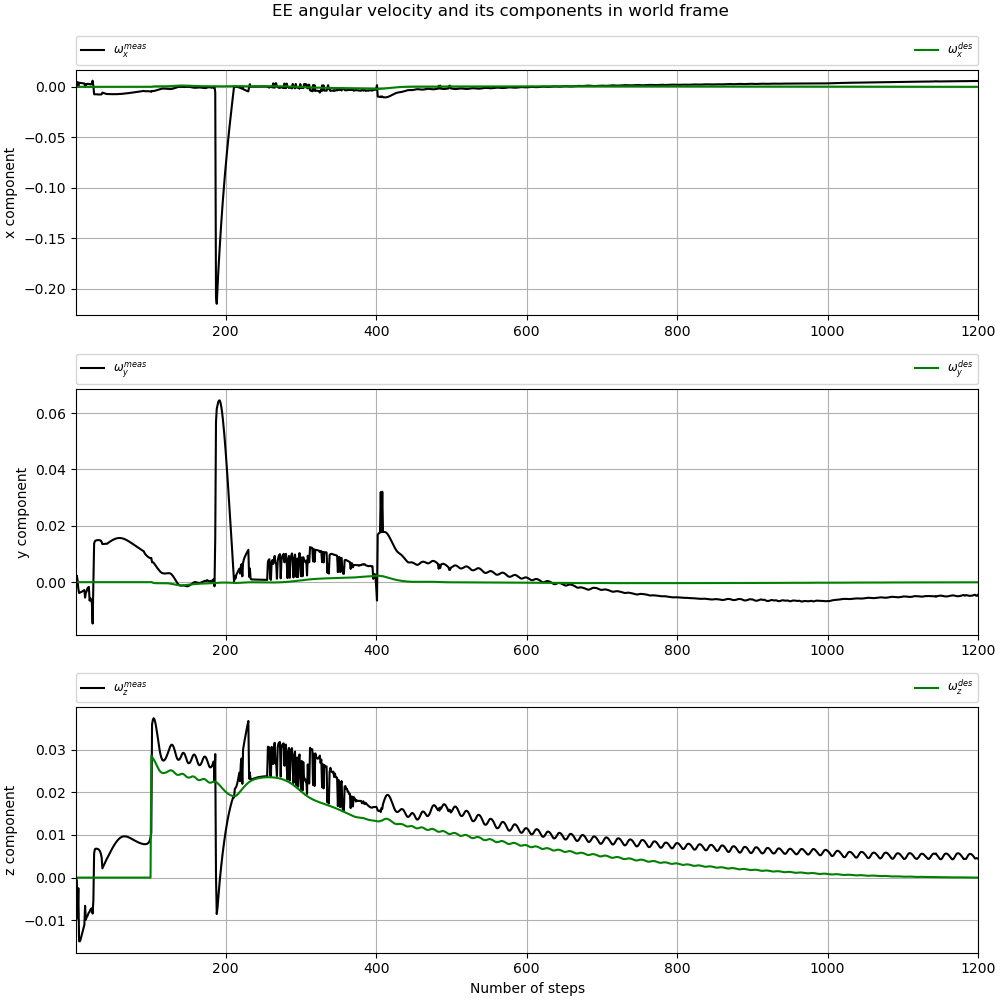 EE angular velocity and its components in world frame
ω_x^meas ω_x^des
0.00
−0.05
−0.10
−0.15
−0.20
x component
200 400 600 800 1000 1200
ω_y^meas ω_y^des
0.06
0.04
0.02
0.00
y component
200 400 600 800 1000 1200
ω_z^meas ω_z^des
0.03
0.02
0.01
0.00
−0.01
z component
200 400 600 800 1000 1200
Number of steps